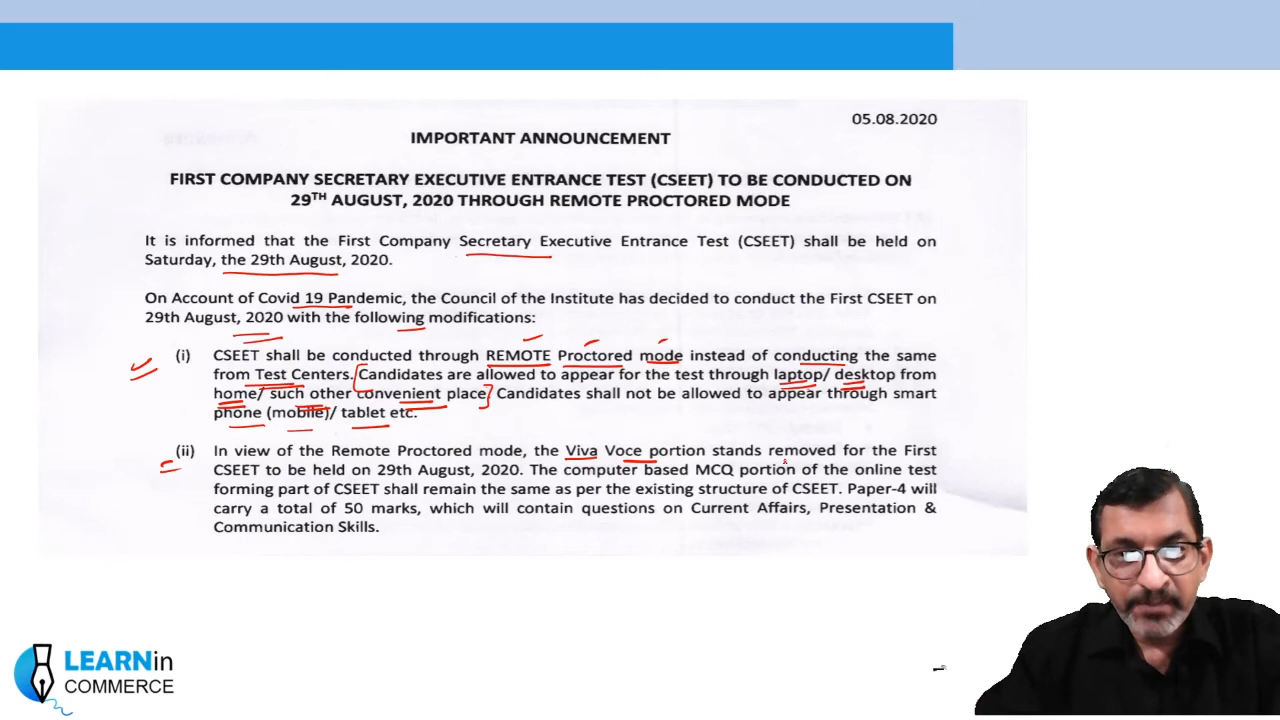 05.08.2020
IMPORTANT ANNOUNCEMENT
FIRST COMPANY SECRETARY EXECUTIVE ENTRANCE TEST (CSEET) TO BE CONDUCTED ON
29TH AUGUST, 2020 THROUGH REMOTE PROCTORED MODE
It is informed that the First Company Secretary Executive Entrance Test (CSEET) shall be held on
Saturday, the 29th August, 2020.
On Account of Covid 19 Pandemic, the Council of the Institute has decided to conduct the First CSEET on
29th August, 2020 with the following modifications:
(i) CSEET shall be conducted through REMOTE Proctored mode instead of conducting the same
from Test Centers. Candidates are allowed to appear for the test through laptop/ desktop from
home/ such other convenient place. Candidates shall not be allowed to appear through smart
phone (mobile)/ tablet etc.
(ii) In view of the Remote Proctored mode, the Viva Voce portion stands removed for the First
CSEET to be held on 29th August, 2020. The computer based MCQ portion of the online test
forming part of CSEET shall remain the same as per the existing structure of CSEET. Paper-4 will
carry a total of 50 marks, which will contain questions on Current Affairs, Presentation &
Communication Skills.
LEARNin
COMMERCE